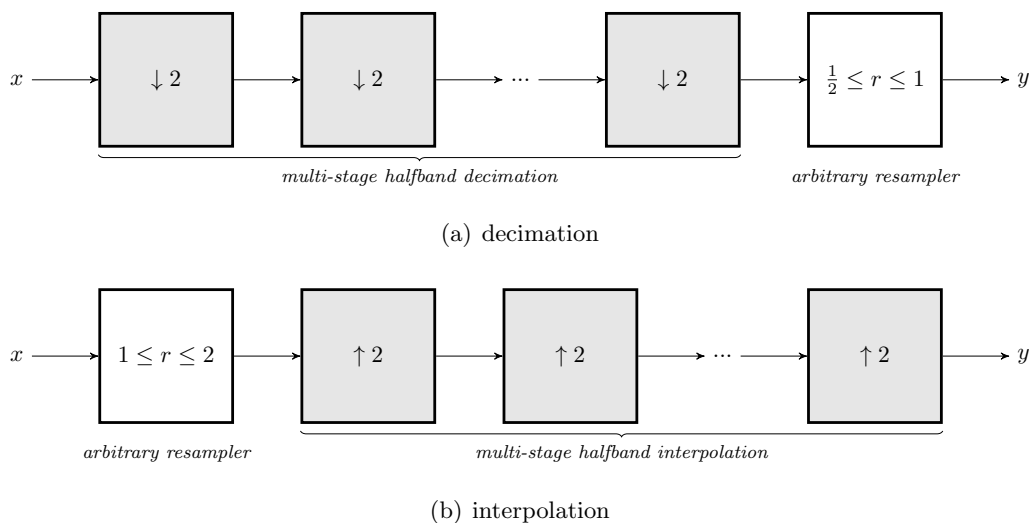 x ↓ 2 ↓ 2 ... ↓ 2 1/2 ≤ r ≤ 1 y
multi-stage halfband decimation arbitrary resampler
(a) decimation
x 1 ≤ r ≤ 2 ↑ 2 ↑ 2 ... ↑ 2 y
arbitrary resampler multi-stage halfband interpolation
(b) interpolation